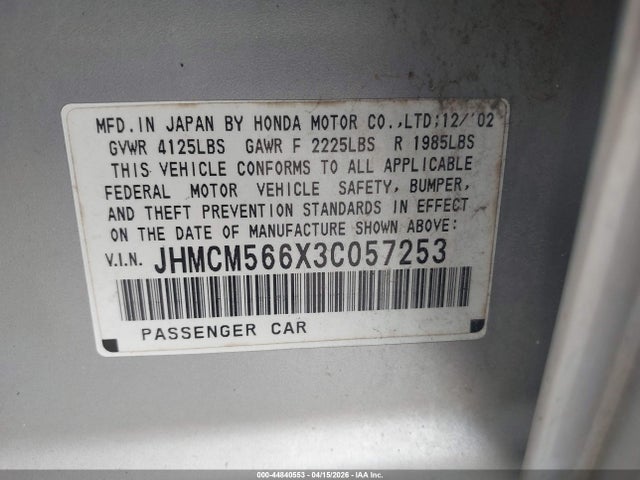 MFD.IN JAPAN BY HONDA MOTOR CO.,LTD;12/'02
GVWR 4125LBS GAWR F 2225LBS R 1985LBS
THIS VEHICLE CONFORMS TO ALL APPLICABLE
FEDERAL MOTOR VEHICLE SAFETY, BUMPER,
AND THEFT PREVENTION STANDARDS IN EFFECT
ON THE DATE OF MANUFACTURE SHOWN ABOVE:
V.I.N. JHMCM566X3C057253
PASSENGER CAR
000-44840553 - 04/15/2026 - IAA Inc.